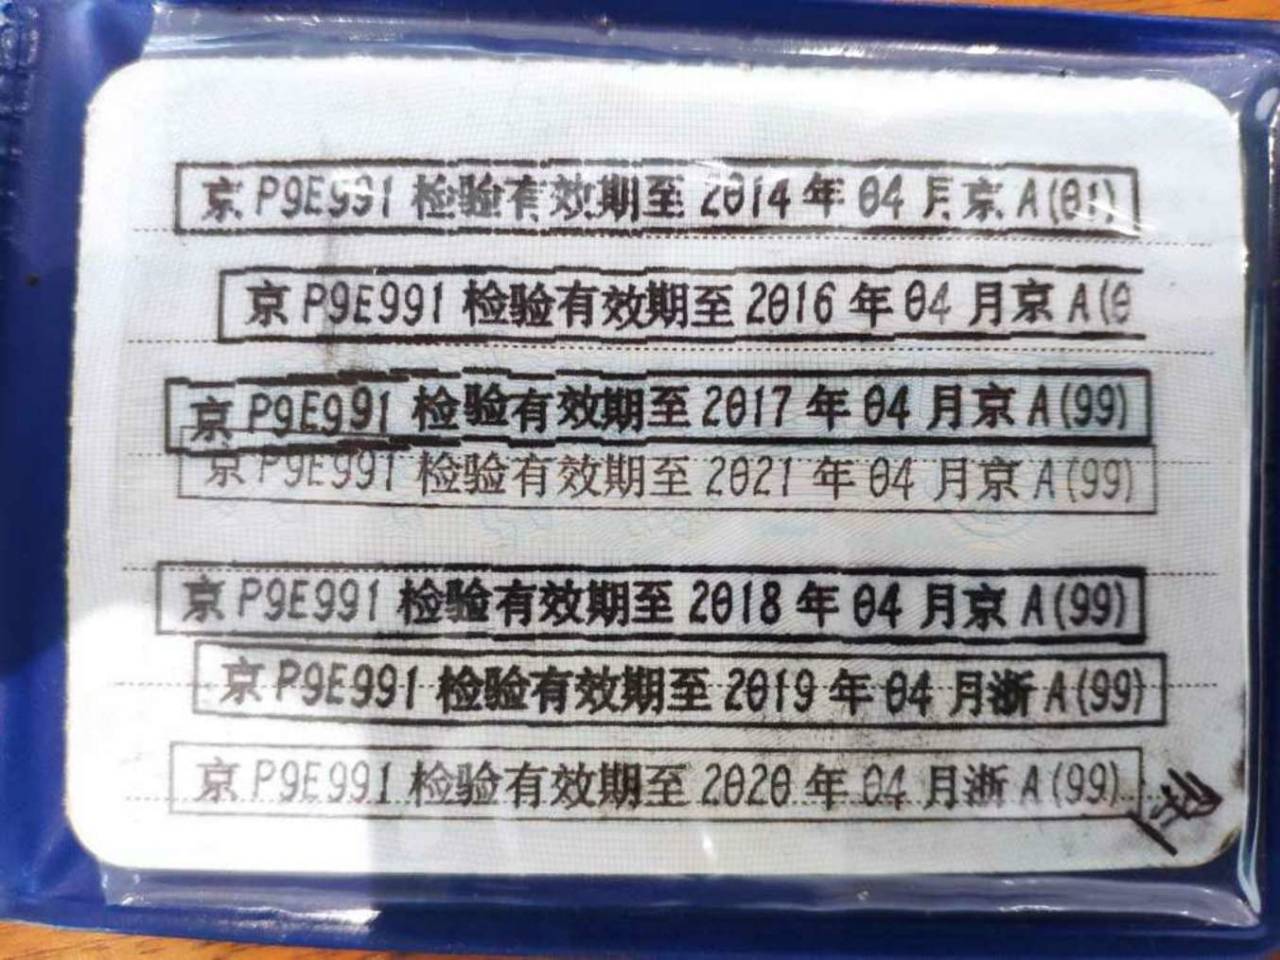 京 P9E991 检验有效期至 2014 年 04 月 京 A(01)
京 P9E991 检验有效期至 2016 年 04 月京 A(0
京 P9E991 检验有效期至 2017 年 04 月京 A(99)
京 P9E991 检验有效期至 2021 年 04 月京 A(99)
京 P9E991 检验有效期至 2018 年 04 月京 A(99)
京 P9E991 检验有效期至 2019 年 04 月浙 A(99)
京 P9E991 检验有效期至 2020 年 04 月浙 A(99)